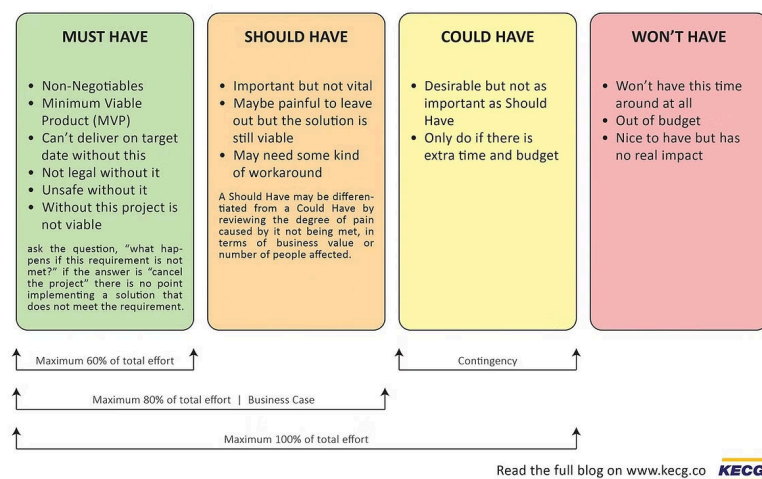 MUST HAVE
• Non-Negotiables
• Minimum Viable
Product (MVP)
• Can't deliver on target
date without this
• Not legal without it
• Unsafe without it
• Without this project is
not viable
ask the question, “what hap-
pens if this requirement is not
met?” if the answer is “cancel
the project” there is no point
implementing a solution that
does not meet the requirement.
SHOULD HAVE
• Important but not vital
• Maybe painful to leave
out but the solution is
still viable
• May need some kind
of workaround
A Should Have may be differen-
tiated from a Could Have by
reviewing the degree of pain
caused by it not being met, in
terms of business value or
number of people affected.
COULD HAVE
• Desirable but not as
important as Should
Have
• Only do if there is
extra time and budget
WON'T HAVE
• Won't have this time
around at all
• Out of budget
• Nice to have but has
no real impact
Maximum 60% of total effort
Contingency
Maximum 80% of total effort | Business Case
Maximum 100% of total effort
Read the full blog on www.kecg.co
KECG